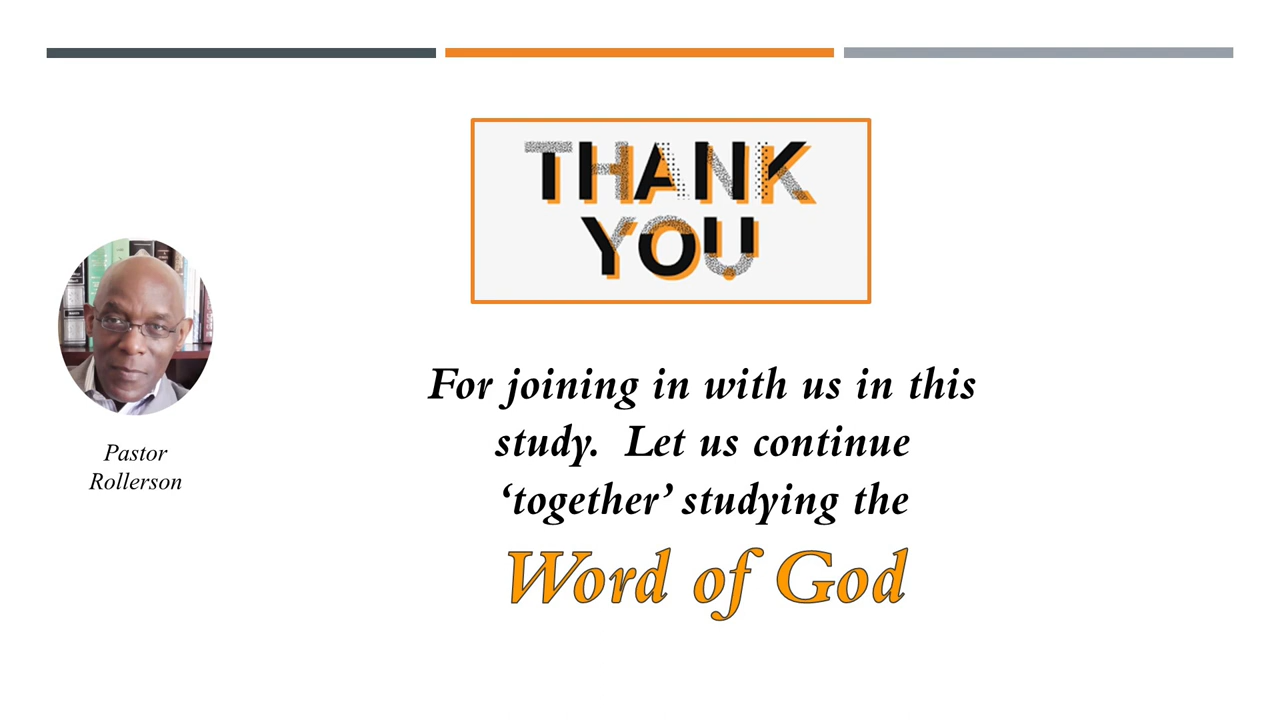 THANK
YOU
For joining in with us in this
study.  Let us continue
‘together’ studying the
Word of God
Pastor
Rollerson